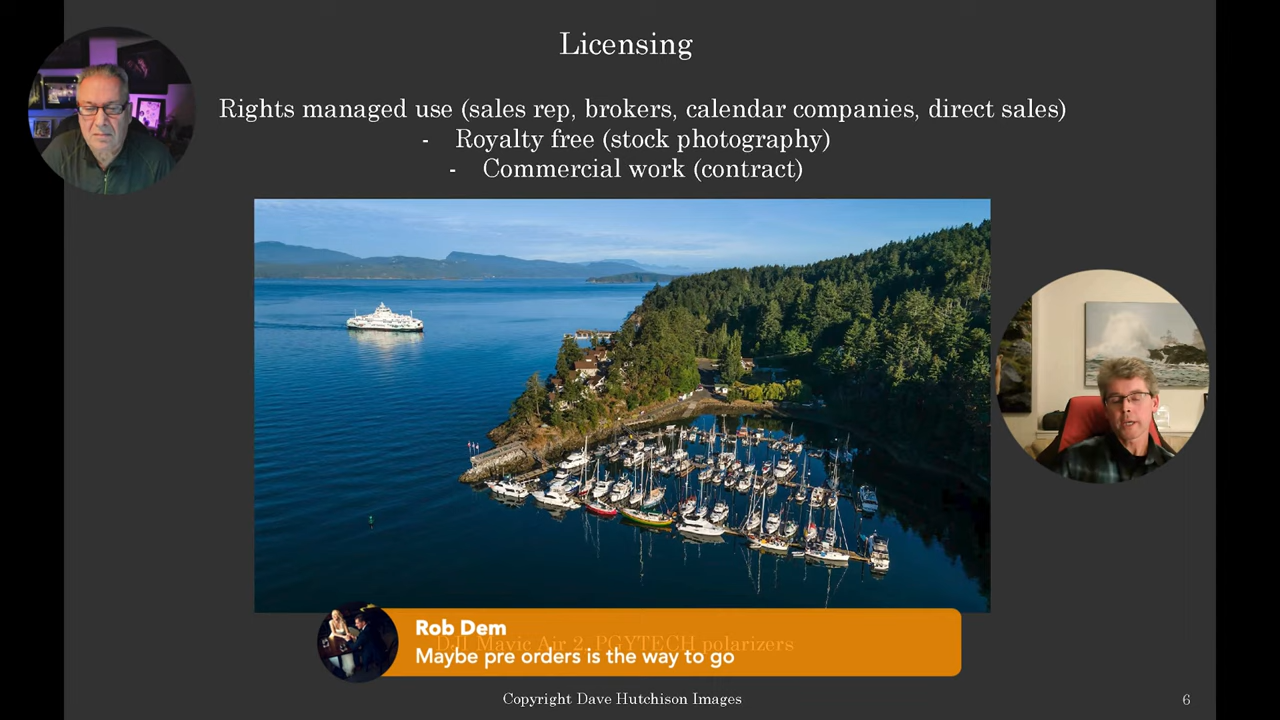 Licensing
Rights managed use (sales rep, brokers, calendar companies, direct sales)
- Royalty free (stock photography)
- Commercial work (contract)
Rob Dem
DJI Mavic Air 2, PGYTECH polarizers
Maybe pre orders is the way to go
Copyright Dave Hutchison Images
6